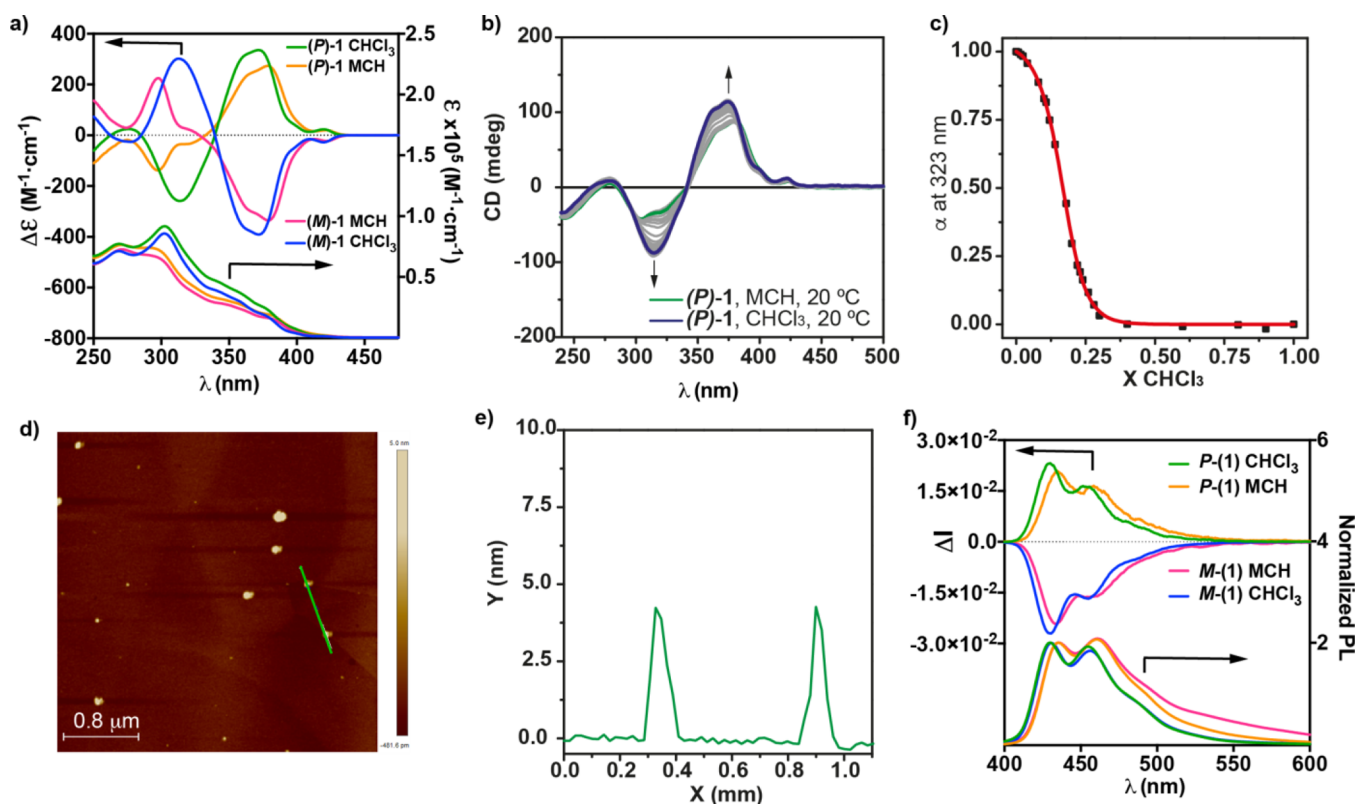 a)
400
200
0
-200
-400
-600
-800
Δε (M⁻¹·cm⁻¹)
(P)-1 CHCl₃
(P)-1 MCH
(M)-1 MCH
(M)-1 CHCl₃
2.5
2.0
1.5
1.0
0.5
ε x10⁵ (M⁻¹·cm⁻¹)
250 300 350 400 450
λ (nm)
b)
200
100
0
-100
-200
CD (mdeg)
(P)-1, MCH, 20 ºC
(P)-1, CHCl₃, 20 ºC
250 300 350 400 450 500
λ (nm)
c)
1.00
0.75
0.50
0.25
0.00
α at 323 nm
0.00 0.25 0.50 0.75 1.00
X CHCl₃
d)
5.0 nm
0.8 μm
-481.6 pm
e)
10.0
7.5
5.0
2.5
0.0
Y (nm)
0.0 0.2 0.4 0.6 0.8 1.0
X (mm)
f)
3.0×10⁻²
1.5×10⁻²
0
-1.5×10⁻²
-3.0×10⁻²
ΔI
P-(1) CHCl₃
P-(1) MCH
M-(1) MCH
M-(1) CHCl₃
6
4
2
0
Normalized PL
400 450 500 550 600
λ (nm)